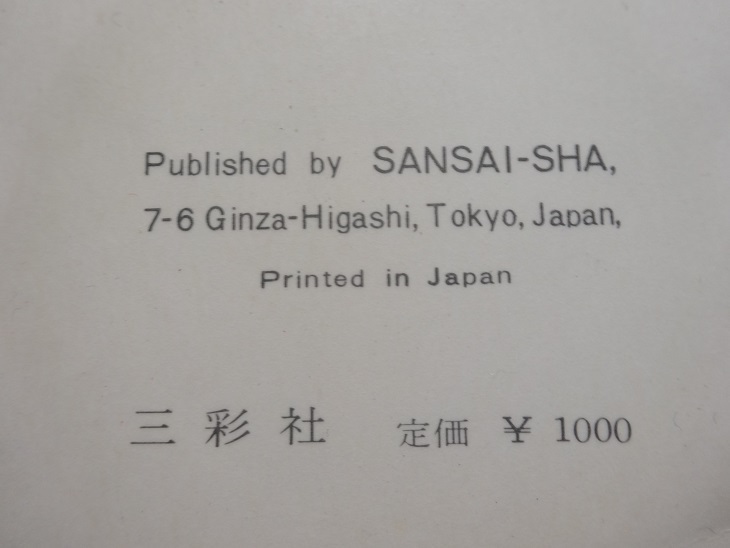 Published by SANSAI-SHA,
7-6 Ginza-Higashi, Tokyo, Japan,
Printed in Japan
三彩社 定価 ¥ 1000